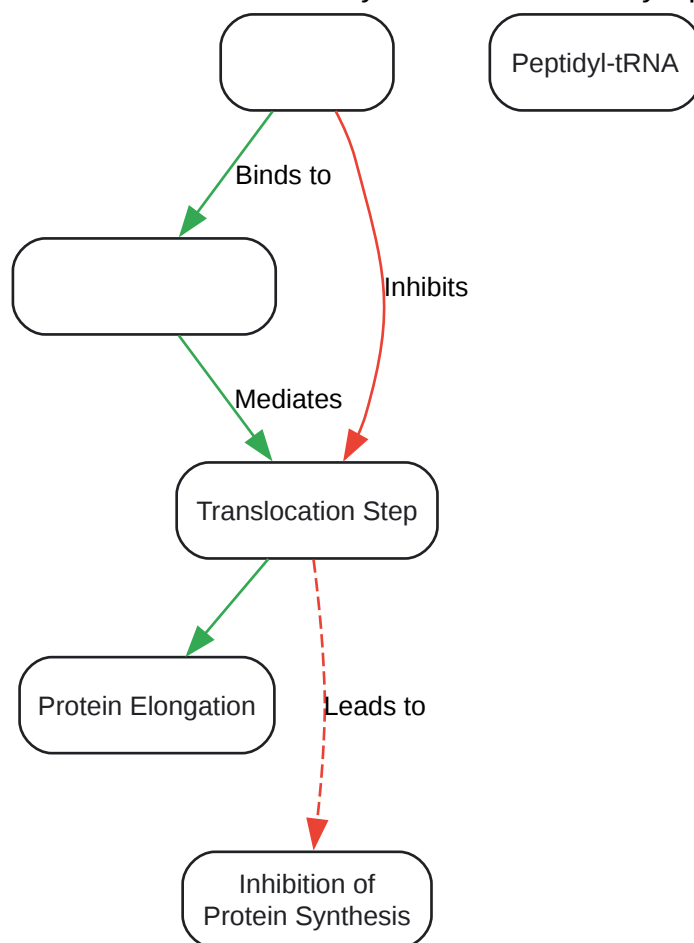 Peptidyl-tRNA
Binds to
Inhibits
Mediates
Translocation Step
Protein Elongation
Leads to
Inhibition of
Protein Synthesis